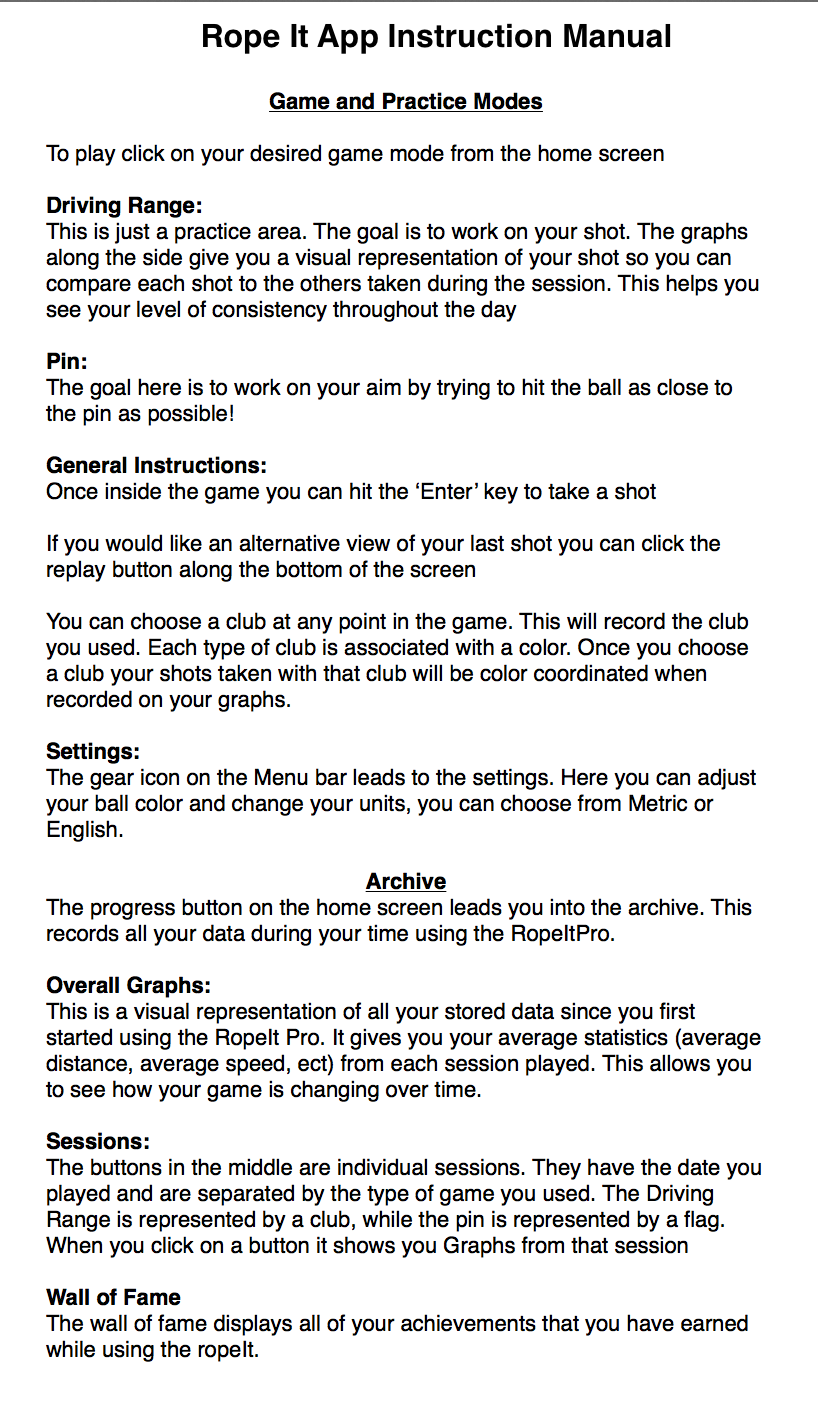 Rope It App Instruction Manual
Game and Practice Modes
To play click on your desired game mode from the home screen
Driving Range:
This is just a practice area. The goal is to work on your shot. The graphs
along the side give you a visual representation of your shot so you can
compare each shot to the others taken during the session. This helps you
see your level of consistency throughout the day
Pin:
The goal here is to work on your aim by trying to hit the ball as close to
the pin as possible!
General Instructions:
Once inside the game you can hit the ‘Enter’ key to take a shot
If you would like an alternative view of your last shot you can click the
replay button along the bottom of the screen
You can choose a club at any point in the game. This will record the club
you used. Each type of club is associated with a color. Once you choose
a club your shots taken with that club will be color coordinated when
recorded on your graphs.
Settings:
The gear icon on the Menu bar leads to the settings. Here you can adjust
your ball color and change your units, you can choose from Metric or
English.
Archive
The progress button on the home screen leads you into the archive. This
records all your data during your time using the RopeItPro.
Overall Graphs:
This is a visual representation of all your stored data since you first
started using the RopeIt Pro. It gives you your average statistics (average
distance, average speed, ect) from each session played. This allows you
to see how your game is changing over time.
Sessions:
The buttons in the middle are individual sessions. They have the date you
played and are separated by the type of game you used. The Driving
Range is represented by a club, while the pin is represented by a flag.
When you click on a button it shows you Graphs from that session
Wall of Fame
The wall of fame displays all of your achievements that you have earned
while using the ropeIt.